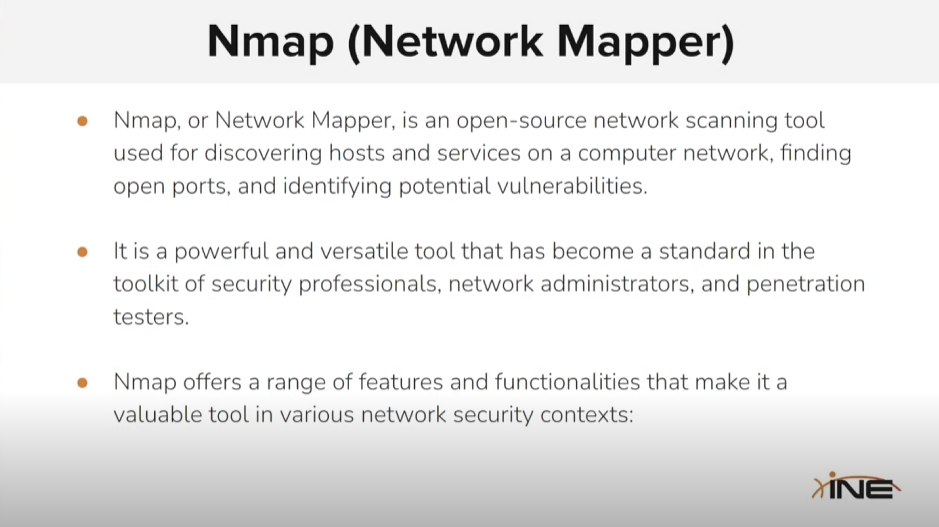 Nmap (Network Mapper)
Nmap, or Network Mapper, is an open-source network scanning tool
used for discovering hosts and services on a computer network, finding
open ports, and identifying potential vulnerabilities.
It is a powerful and versatile tool that has become a standard in the
toolkit of security professionals, network administrators, and penetration
testers.
Nmap offers a range of features and functionalities that make it a
valuable tool in various network security contexts:
INE